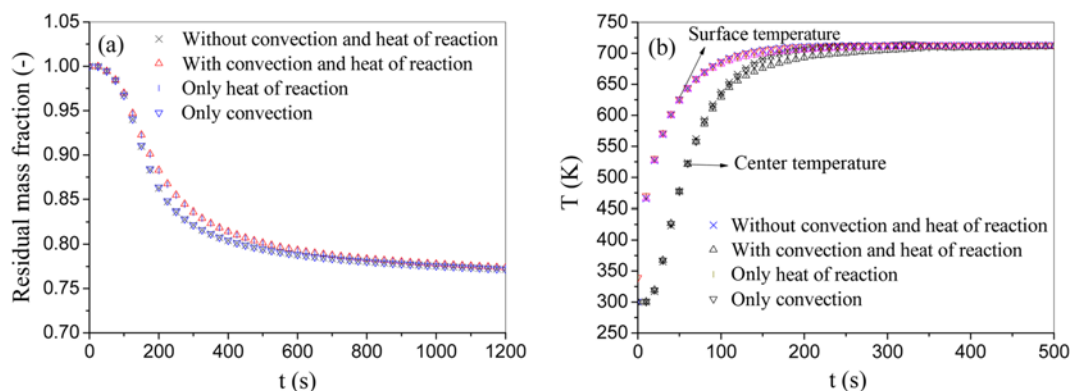 (a)
Without convection and heat of reaction
With convection and heat of reaction
Only heat of reaction
Only convection
Residual mass fraction (-)
1.05
1.00
0.95
0.90
0.85
0.80
0.75
0.70
0 200 400 600 800 1000 1200
t (s)
(b)
Surface temperature
Center temperature
Without convection and heat of reaction
With convection and heat of reaction
Only heat of reaction
Only convection
T (K)
750
700
650
600
550
500
450
400
350
300
250
0 100 200 300 400 500
t (s)